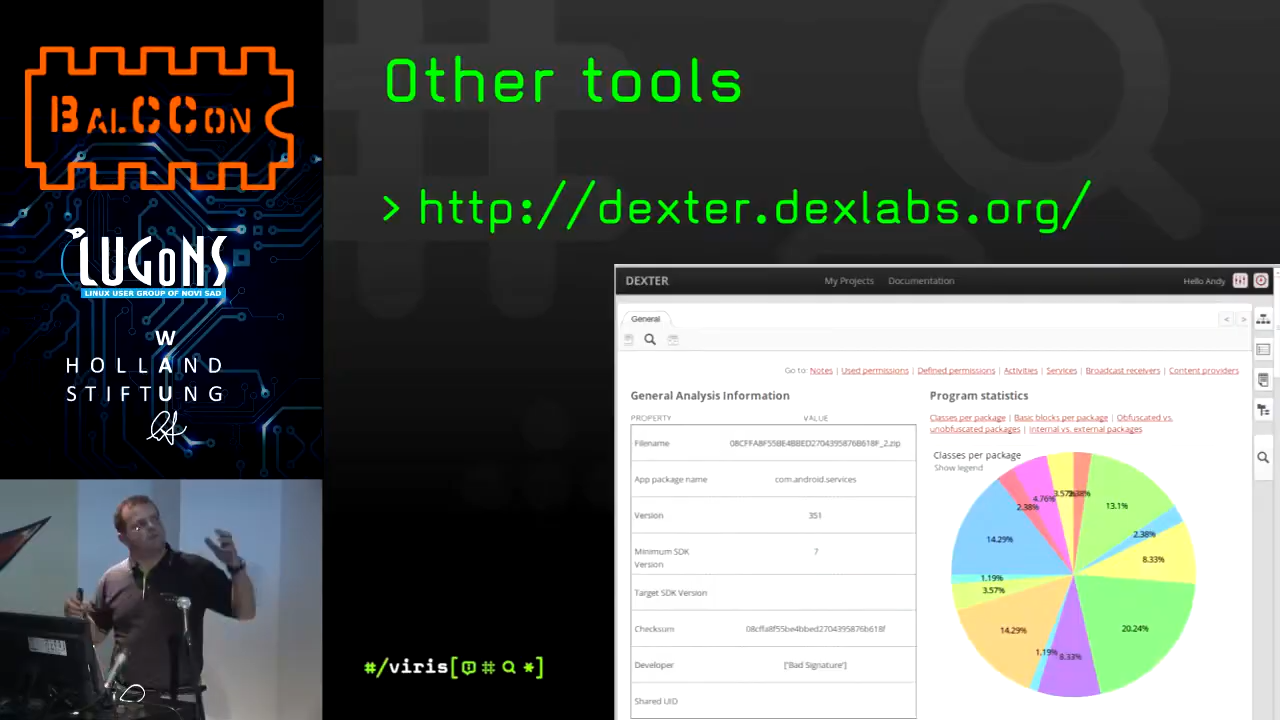 BALCCON
LUGoNS
LINUX USER GROUP OF NOVI SAD
W
HOLLAND
STIFTUNG
Other tools
> http://dexter.dexlabs.org/
DEXTER
My Projects Documentation
Hello Andy
General
< >
Go to: Notes | Used permissions | Defined permissions | Activities | Services | Broadcast receivers | Content providers
General Analysis Information
PROPERTY VALUE
Filename 08CFFA8F55BE4BBED2704395876B618F_2.zip
App package name com.android.services
Version 351
Minimum SDK
Version
7
Target SDK Version
Checksum 08cffa8f55be4bbed2704395876b618f
Developer ['Bad Signature']
Shared UID
Program statistics
Classes per package | Basic blocks per package | Obfuscated vs.
unobfuscated packages | Internal vs. external packages
Classes per package
Show legend
2.38%
13.1%
2.38%
8.33%
20.24%
8.33%
1.19%
14.29%
3.57%
1.19%
14.29%
2.38%
4.76%
3.57%
#/viris[ # *]